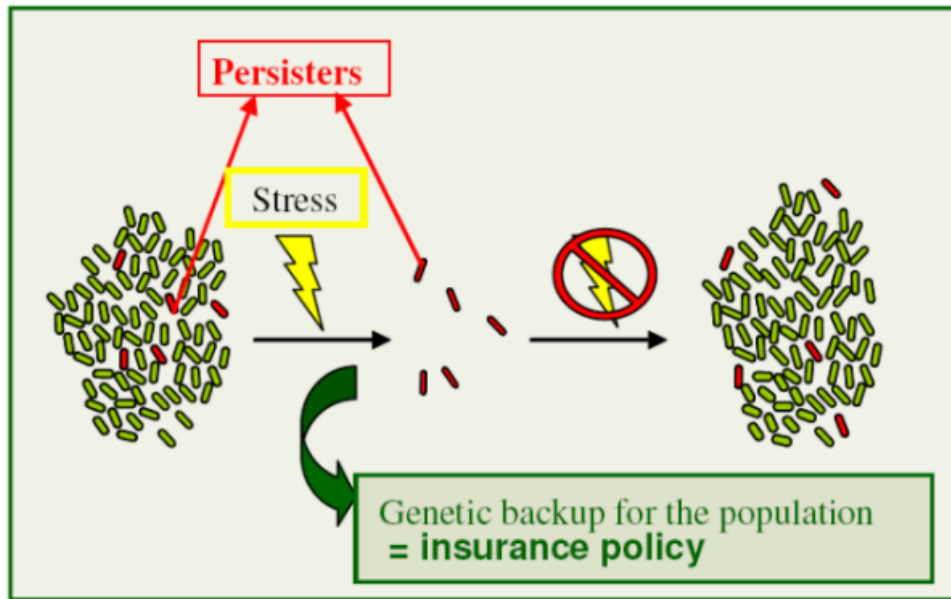 Persisters
Stress
Genetic backup for the population
= insurance policy